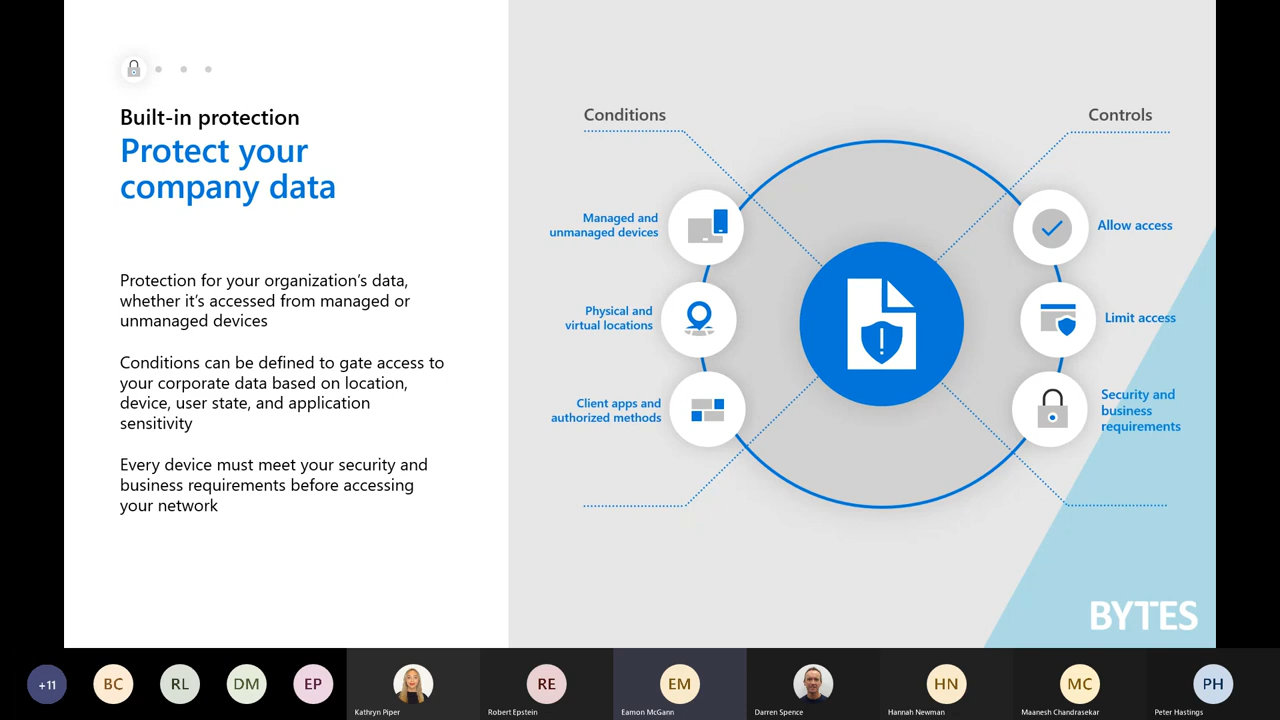 Built-in protection
Protect your
company data
Protection for your organization's data,
whether it's accessed from managed or
unmanaged devices
Conditions can be defined to gate access to
your corporate data based on location,
device, user state, and application
sensitivity
Every device must meet your security and
business requirements before accessing
your network
Conditions
Managed and
unmanaged devices
Physical and
virtual locations
Client apps and
authorized methods
Controls
Allow access
Limit access
Security and
business
requirements
BYTES
+11
BC
RL
DM
EP
Kathryn Piper
RE
Robert Epstein
EM
Eamon McGann
Darren Spence
HN
Hannah Newman
MC
Maanesh Chandrasekar
PH
Peter Hastings